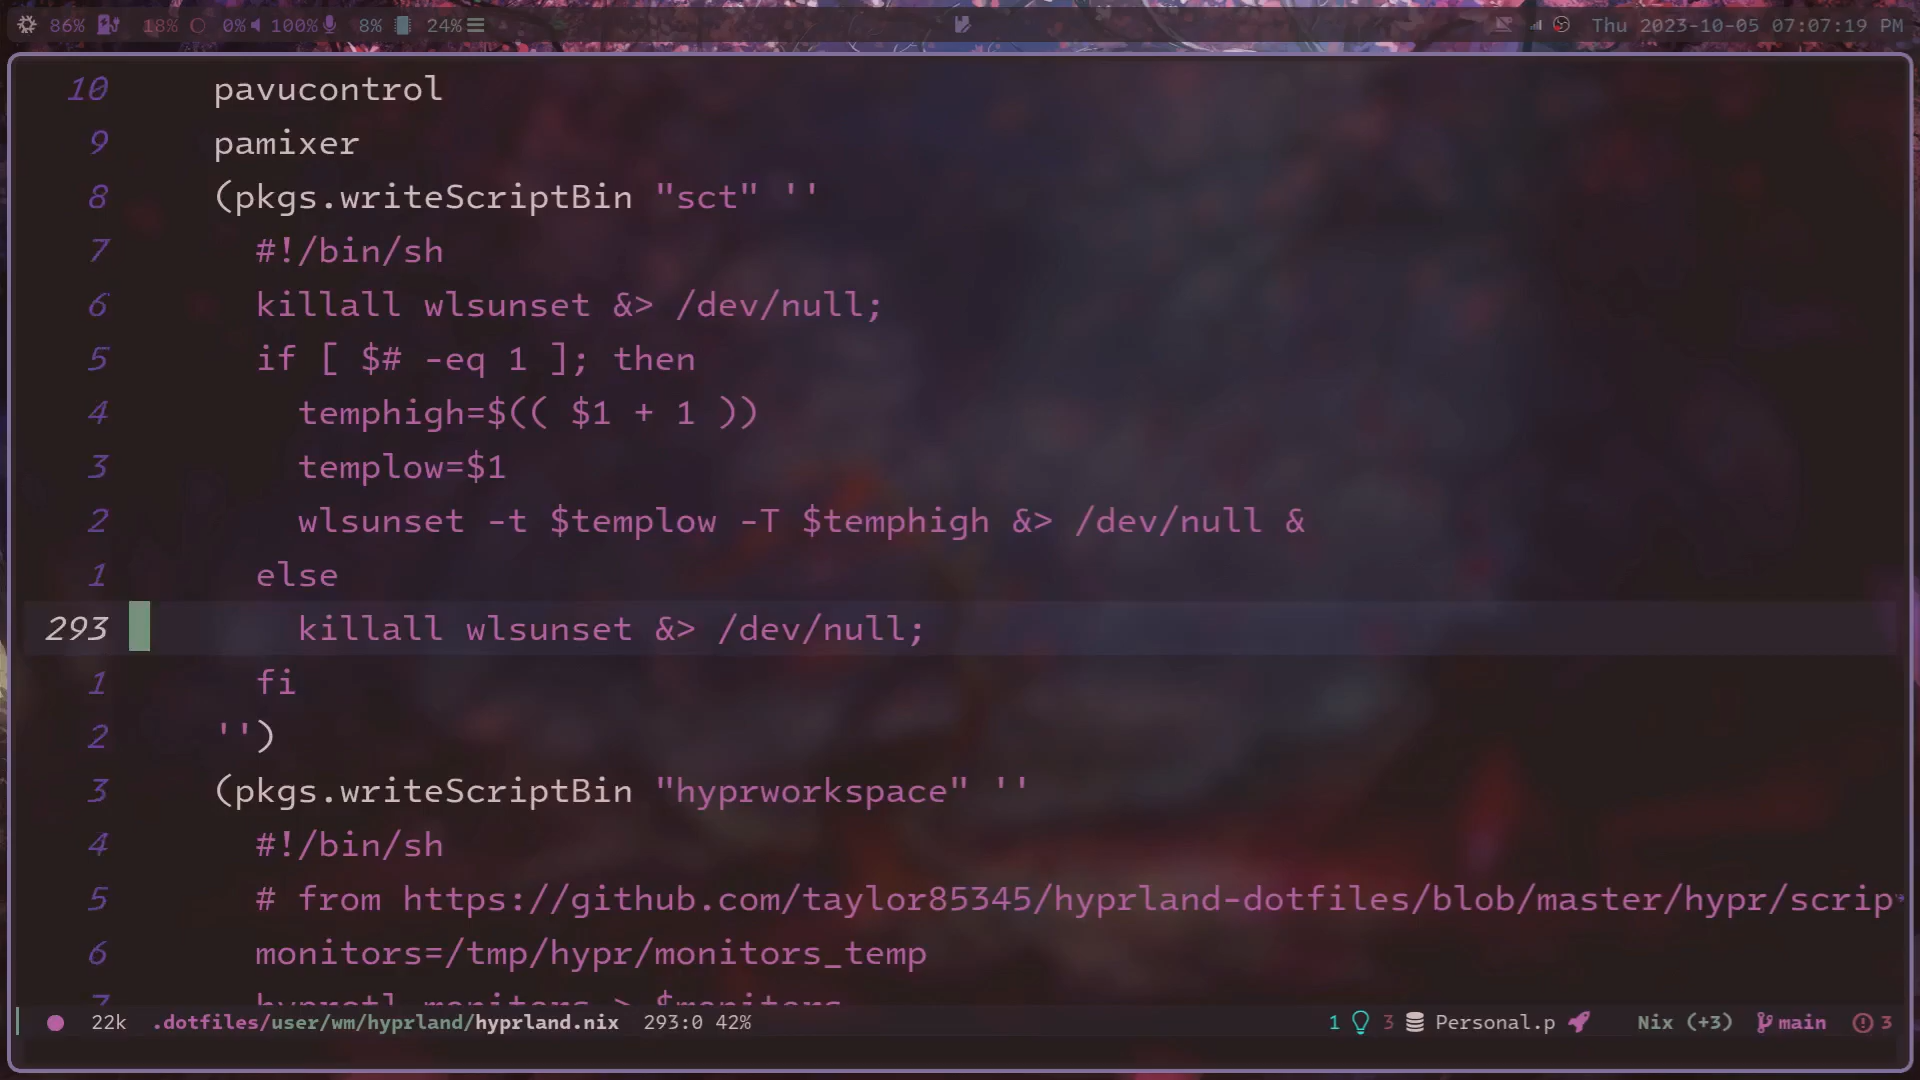 86% 18% 0% 100% 8% 24% Thu 2023-10-05 07:07:19 PM
10 pavucontrol
9 pamixer
8 (pkgs.writeScriptBin "sct" ''
7 #!/bin/sh
6 killall wlsunset &> /dev/null;
5 if [ $# -eq 1 ]; then
4 temphigh=$(( $1 + 1 ))
3 templow=$1
2 wlsunset -t $templow -T $temphigh &> /dev/null &
1 else
293 killall wlsunset &> /dev/null;
1 fi
2 '')
3 (pkgs.writeScriptBin "hyprworkspace" ''
4 #!/bin/sh
5 # from https://github.com/taylor85345/hyprland-dotfiles/blob/master/hypr/scrip
6 monitors=/tmp/hypr/monitors_temp
7 hyprctl monitors > $monitors
22k .dotfiles/user/wm/hyprland/hyprland.nix 293:0 42% 1 3 Personal.p Nix (+3) main 3